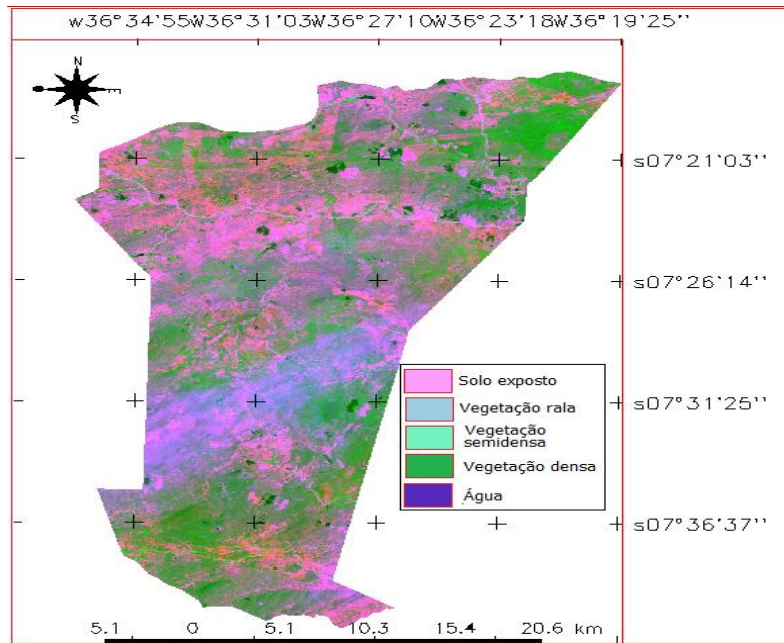 w36°34'55W36°31'03W36°27'10W36°23'18W36°19'25''
N
E
S
s07°21'03''
s07°26'14''
Solo exposto
Vegetação rala
s07°31'25''
Vegetação
semidensa
Vegetação densa
Água
s07°36'37''
5.1 0 5.1 10.3 15.4 20.6 km